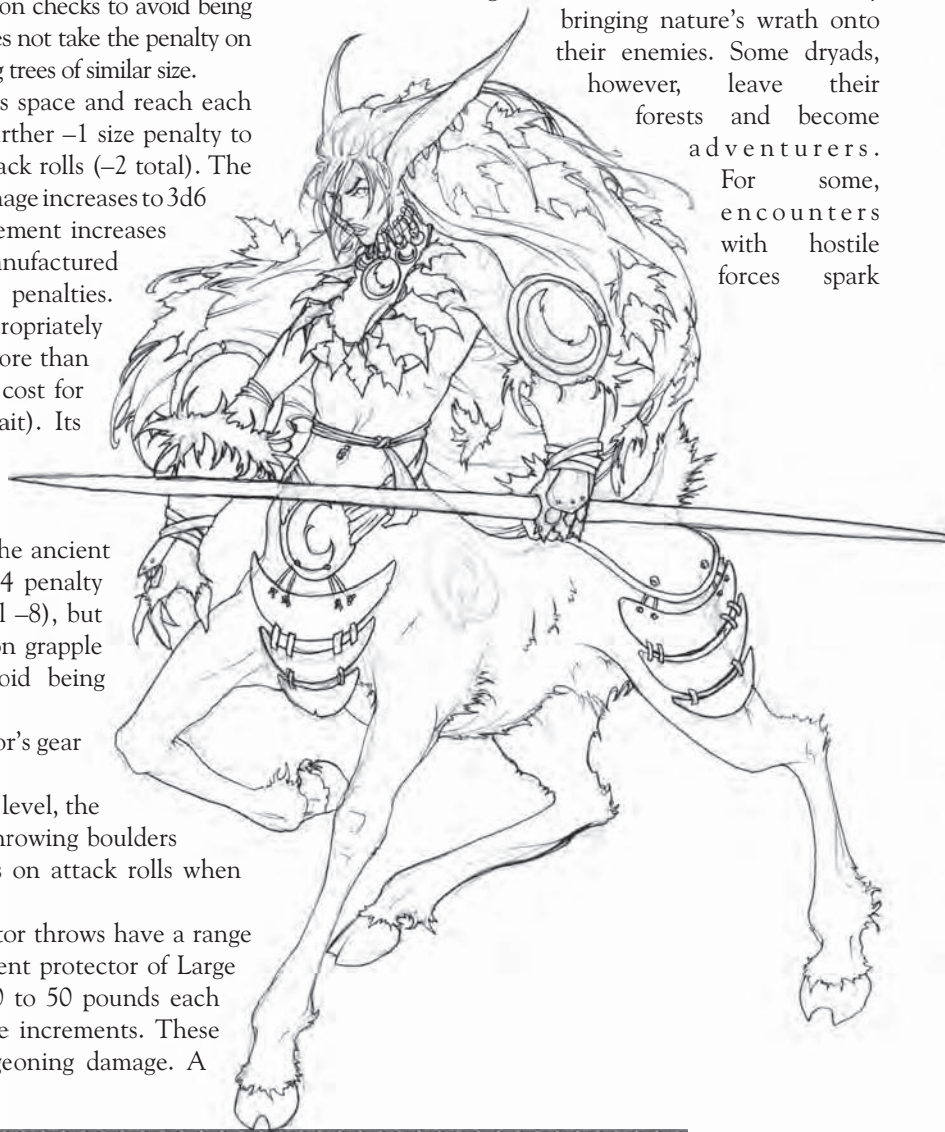 on checks to avoid being
es not take the penalty on
g trees of similar size.
s space and reach each
urther –1 size penalty to
ack rolls (–2 total). The
nage increases to 3d6
ement increases
anufactured
penalties.
ropriately
ore than
cost for
ait). Its
he ancient
4 penalty
l –8), but
on grapple
oid being
or's gear
level, the
hrowing boulders
s on attack rolls when
tor throws have a range
ent protector of Large
0 to 50 pounds each
e increments. These
geoning damage. A
bringing nature's wrath onto
their enemies. Some dryads,
however, leave their
forests and become
adventurers.
For some,
encounters
with hostile
forces spark